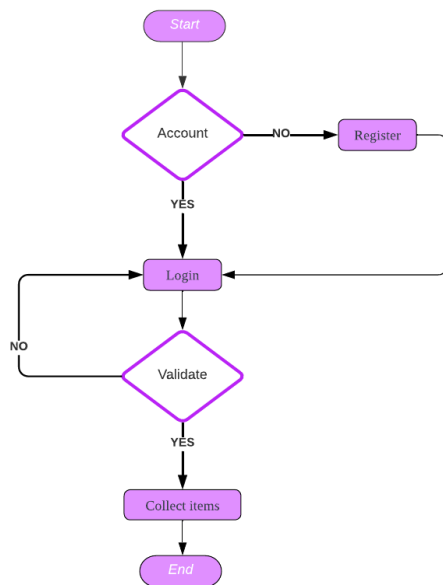 Start
Account
NO
Register
YES
Login
NO
Validate
YES
Collect items
End